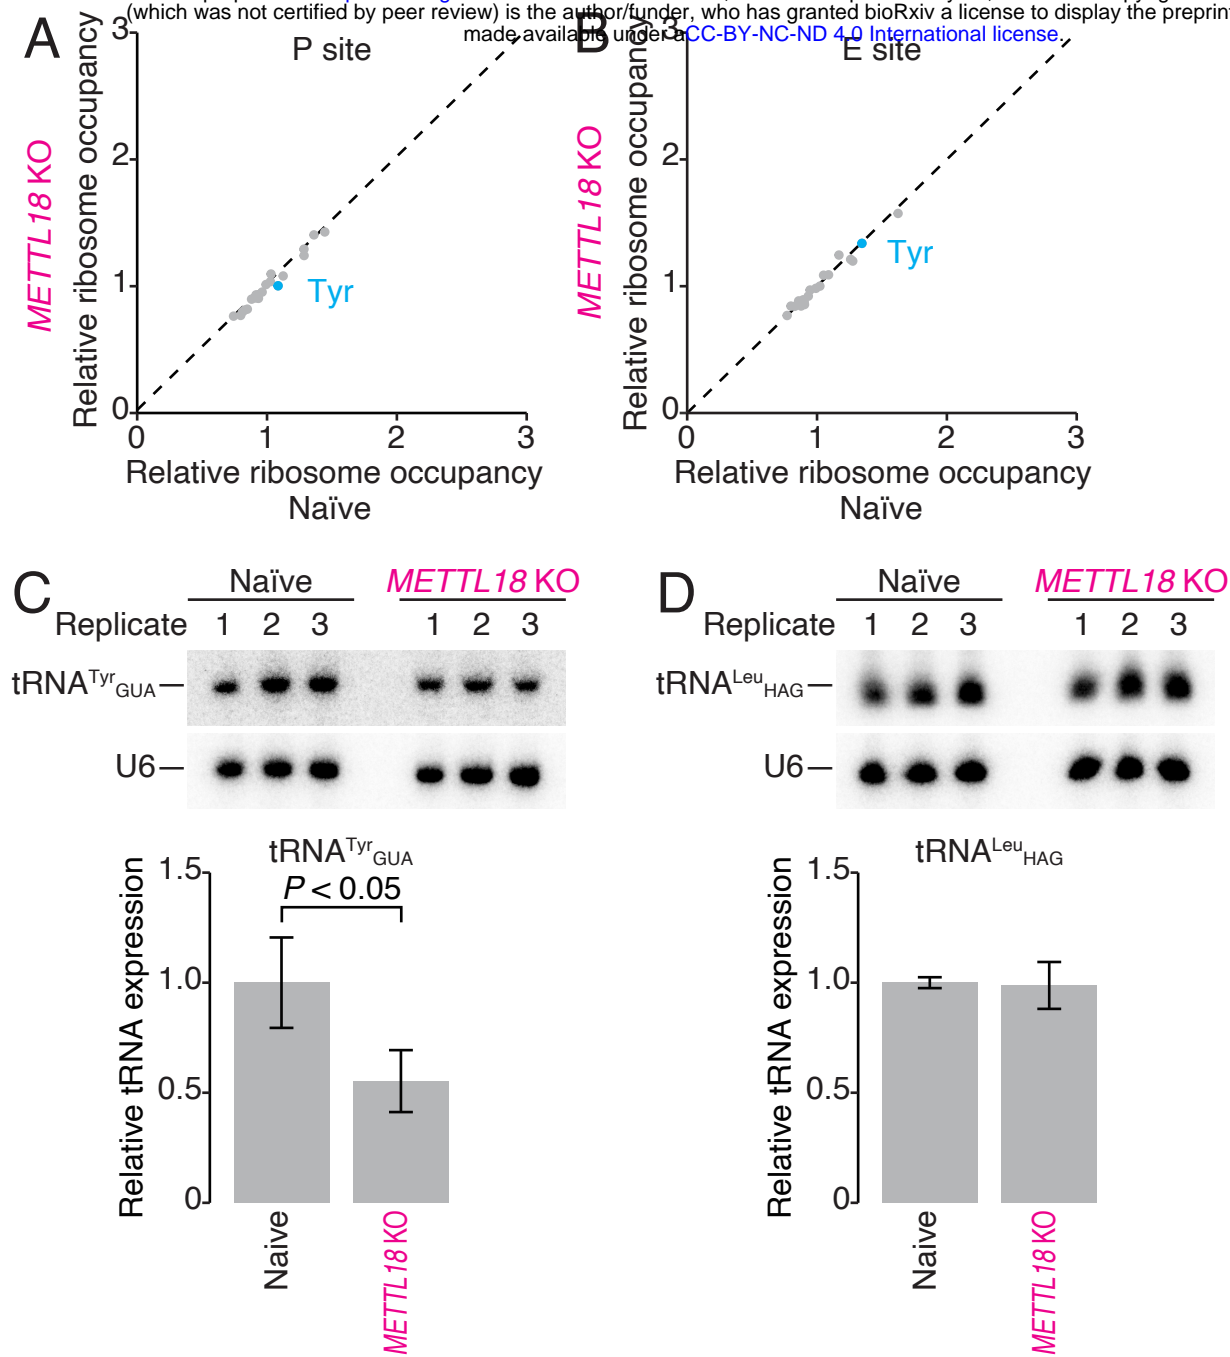 (which was not certified by peer review) is the author/funder, who has granted bioRxiv a license to display the preprint
made available under aCC-BY-NC-ND 4.0 International license.
A
P site
METTL18 KO
Relative ribosome occupancy
3
2
1
0
Tyr
0 1 2 3
Relative ribosome occupancy
Naïve
B
E site
METTL18 KO
Relative ribosome occupancy
3
2
1
0
Tyr
0 1 2 3
Relative ribosome occupancy
Naïve
C
Naïve METTL18 KO
Replicate 1 2 3 1 2 3
tRNATyrGUA
U6
tRNATyrGUA
P < 0.05
Relative tRNA expression
1.5
1.0
0.5
0
Naive
METTL18 KO
D
Naïve METTL18 KO
Replicate 1 2 3 1 2 3
tRNALeuHAG
U6
tRNALeuHAG
Relative tRNA expression
1.5
1.0
0.5
0
Naive
METTL18 KO